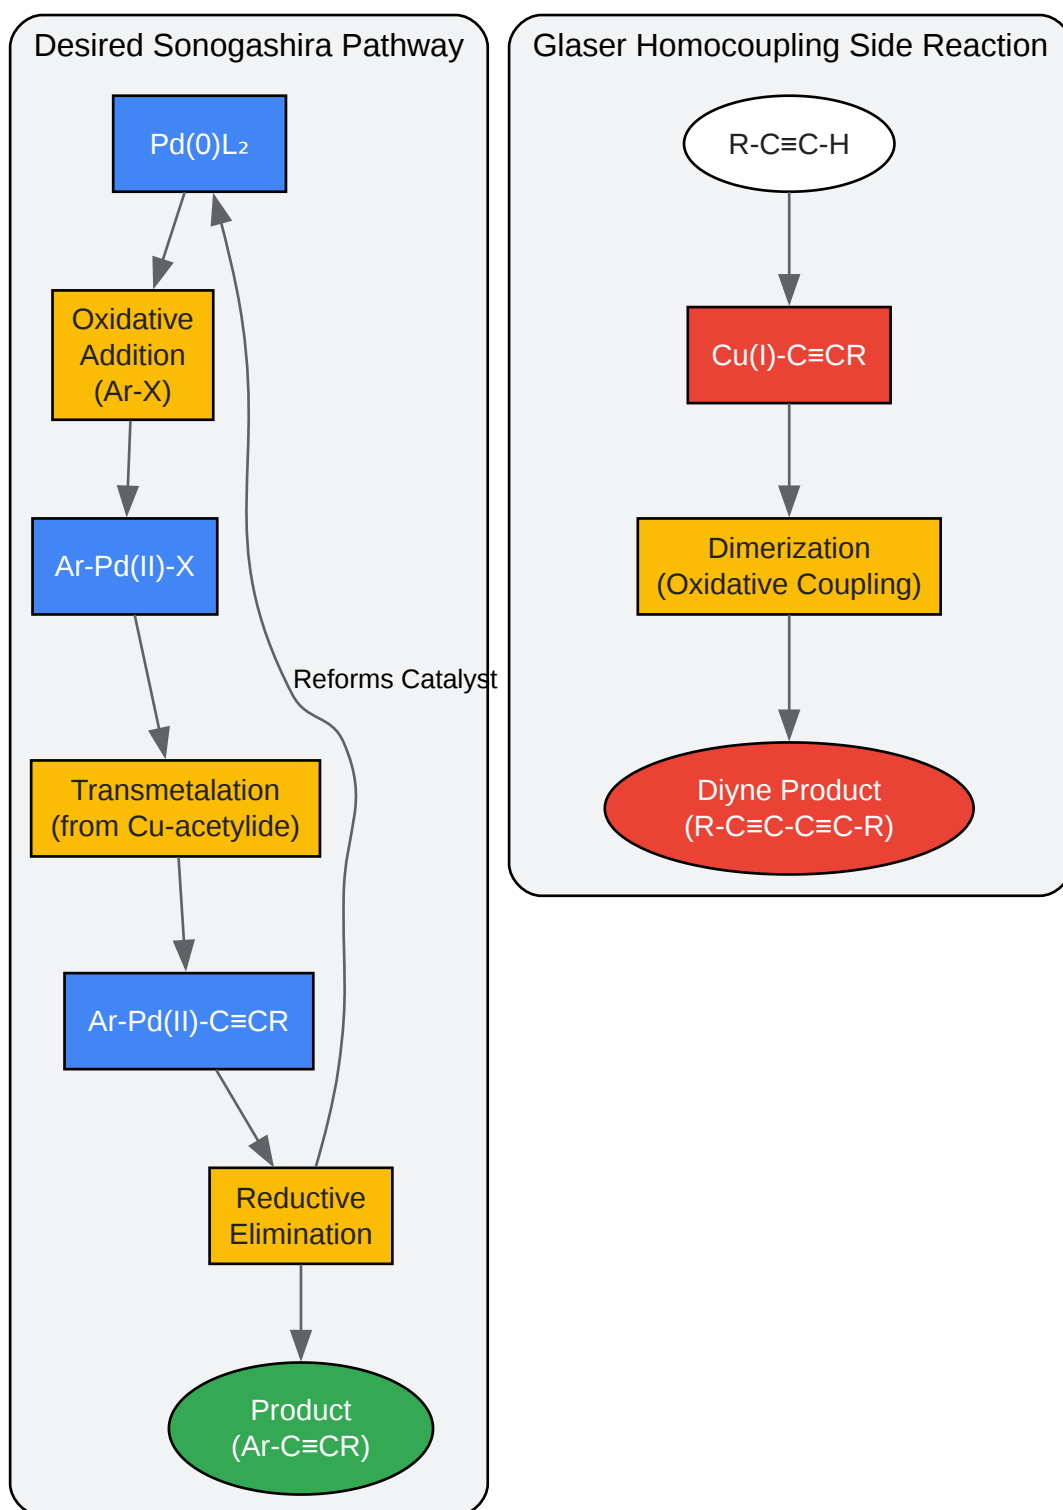 Desired Sonogashira Pathway
Pd(0)L₂
Oxidative
Addition
(Ar-X)
Ar-Pd(II)-X
Reforms Catalyst
Transmetalation
(from Cu-acetylide)
Ar-Pd(II)-C≡CR
Reductive
Elimination
Product
(Ar-C≡CR)
Glaser Homocoupling Side Reaction
R-C≡C-H
Cu(I)-C≡CR
Dimerization
(Oxidative Coupling)
Diyne Product
(R-C≡C-C≡C-R)